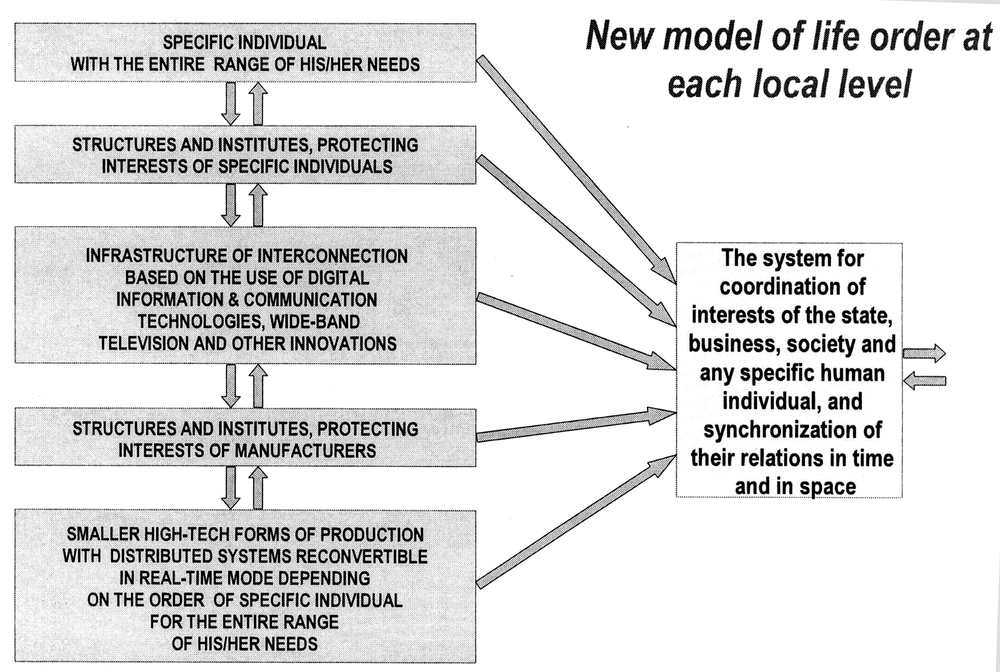 New model of life order at
each local level
SPECIFIC INDIVIDUAL
WITH THE ENTIRE RANGE OF HIS/HER NEEDS
STRUCTURES AND INSTITUTES, PROTECTING
INTERESTS OF SPECIFIC INDIVIDUALS
INFRASTRUCTURE OF INTERCONNECTION
BASED ON THE USE OF DIGITAL
INFORMATION & COMMUNICATION
TECHNOLOGIES, WIDE-BAND
TELEVISION AND OTHER INNOVATIONS
STRUCTURES AND INSTITUTES, PROTECTING
INTERESTS OF MANUFACTURERS
SMALLER HIGH-TECH FORMS OF PRODUCTION
WITH DISTRIBUTED SYSTEMS RECONVERTIBLE
IN REAL-TIME MODE DEPENDING
ON THE ORDER OF SPECIFIC INDIVIDUAL
FOR THE ENTIRE RANGE
OF HIS/HER NEEDS
The system for
coordination of
interests of the state,
business, society and
any specific human
individual, and
synchronization of
their relations in time
and in space